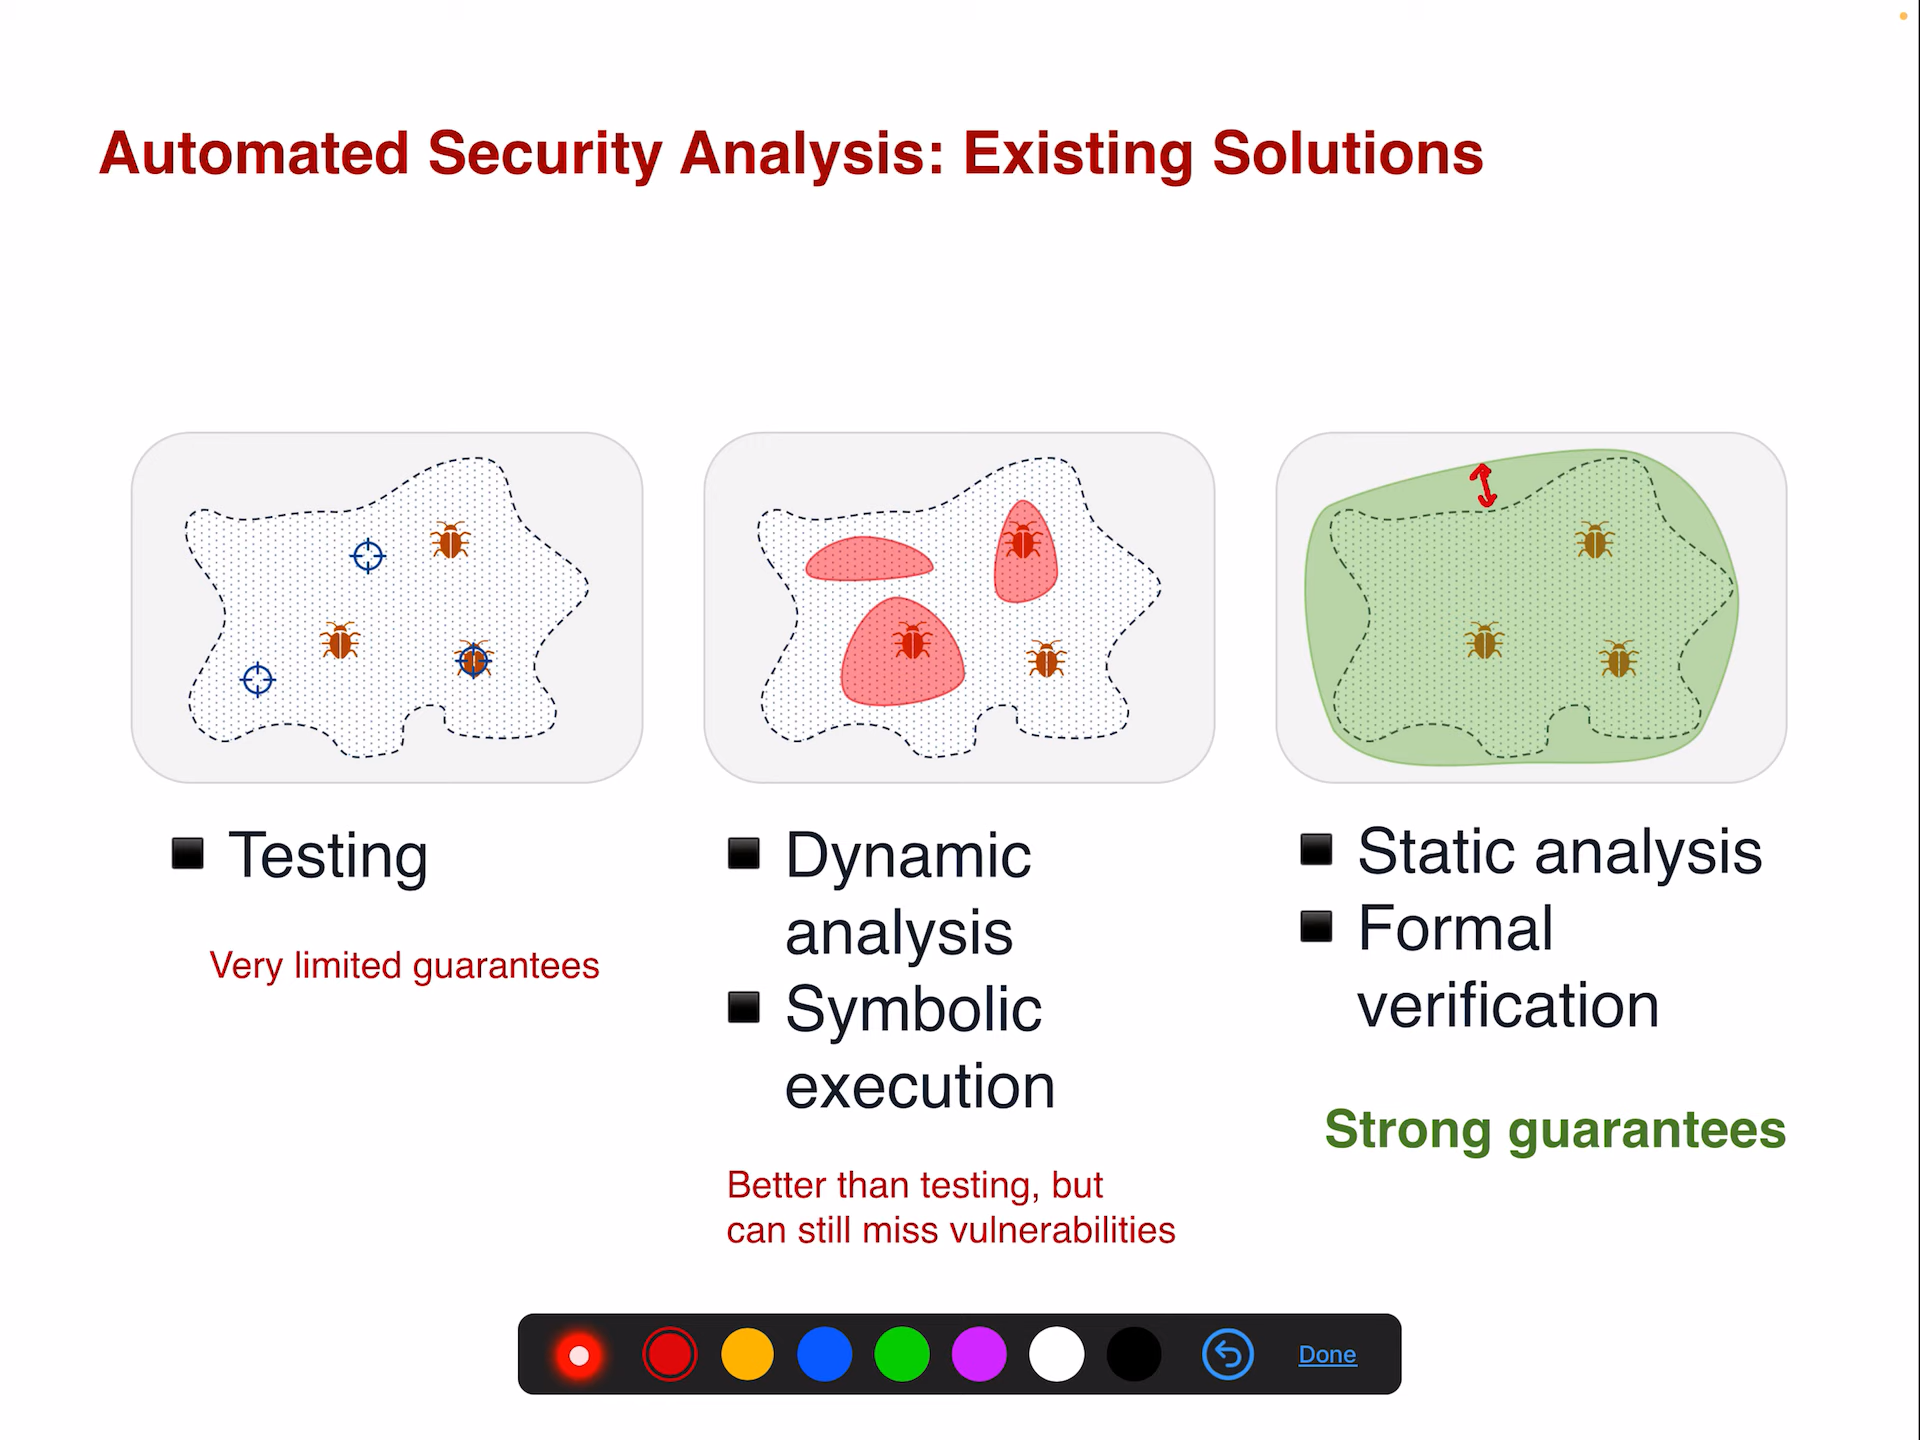 Automated Security Analysis: Existing Solutions
Testing
Very limited guarantees
Dynamic
analysis
Symbolic
execution
Better than testing, but
can still miss vulnerabilities
Static analysis
Formal
verification
Strong guarantees
Done